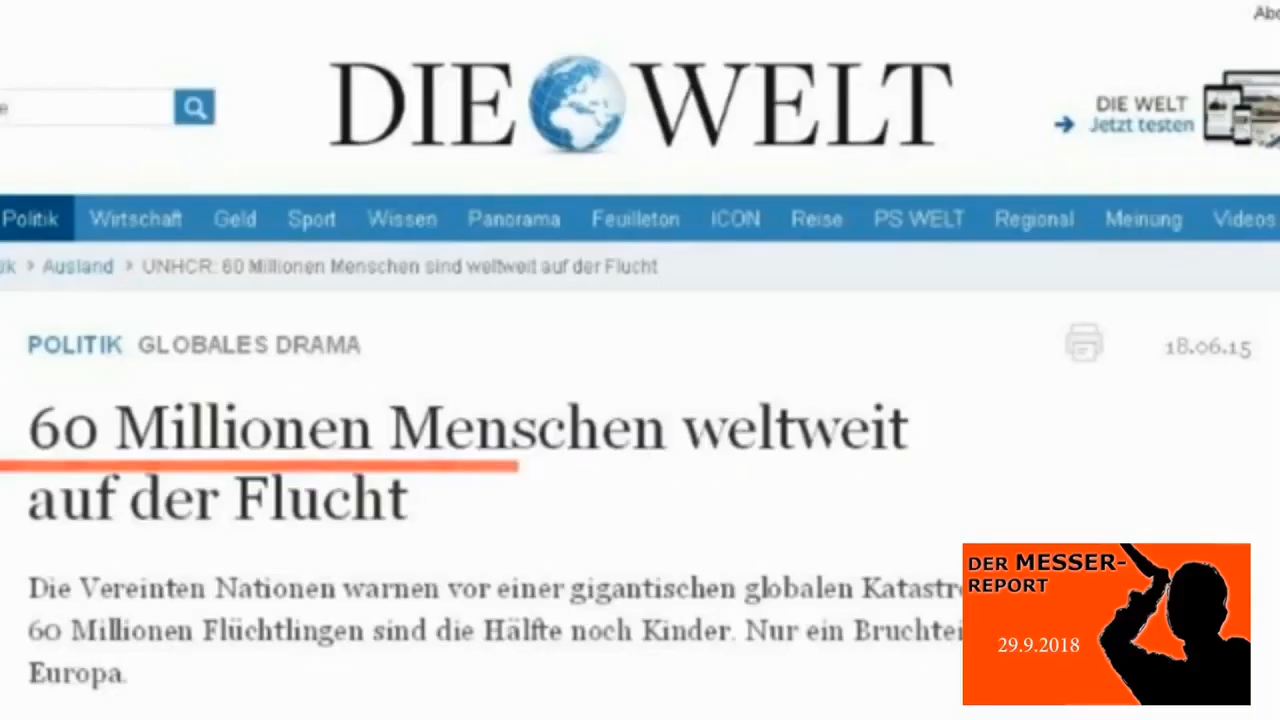 Abo
e
DIE WELT
DIE WELT
Jetzt testen
Politik Wirtschaft Geld Sport Wissen Panorama Feuilleton ICON Reise PS WELT Regional Meinung Videos
ik > Ausland > UNHCR: 60 Millionen Menschen sind weltweit auf der Flucht
POLITIK GLOBALES DRAMA
18.06.15
60 Millionen Menschen weltweit
auf der Flucht
Die Vereinten Nationen warnen vor einer gigantischen globalen Katastr
60 Millionen Flüchtlingen sind die Hälfte noch Kinder. Nur ein Bruchtei
Europa.
DER MESSER-
REPORT
29.9.2018